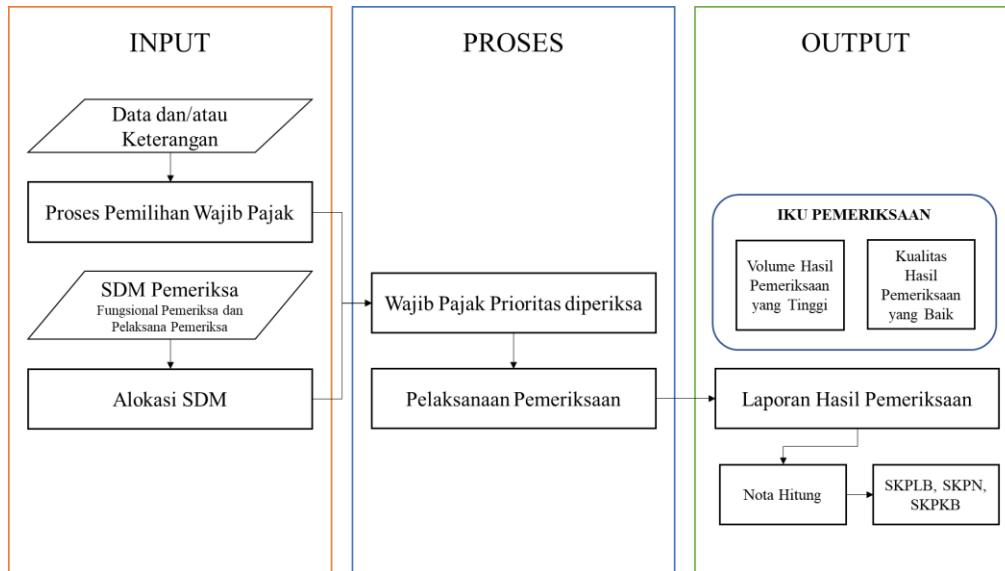 INPUT
Data dan/atau
Keterangan
Proses Pemilihan Wajib Pajak
SDM Pemeriksa
Fungsional Pemeriksa dan
Pelaksana Pemeriksa
Alokasi SDM
PROSES
Wajib Pajak Prioritas diperiksa
Pelaksanaan Pemeriksaan
OUTPUT
IKU PEMERIKSAAN
Volume Hasil
Pemeriksaan
yang Tinggi
Kualitas
Hasil
Pemeriksaan
yang Baik
Laporan Hasil Pemeriksaan
Nota Hitung
SKPLB, SKPN,
SKPKB